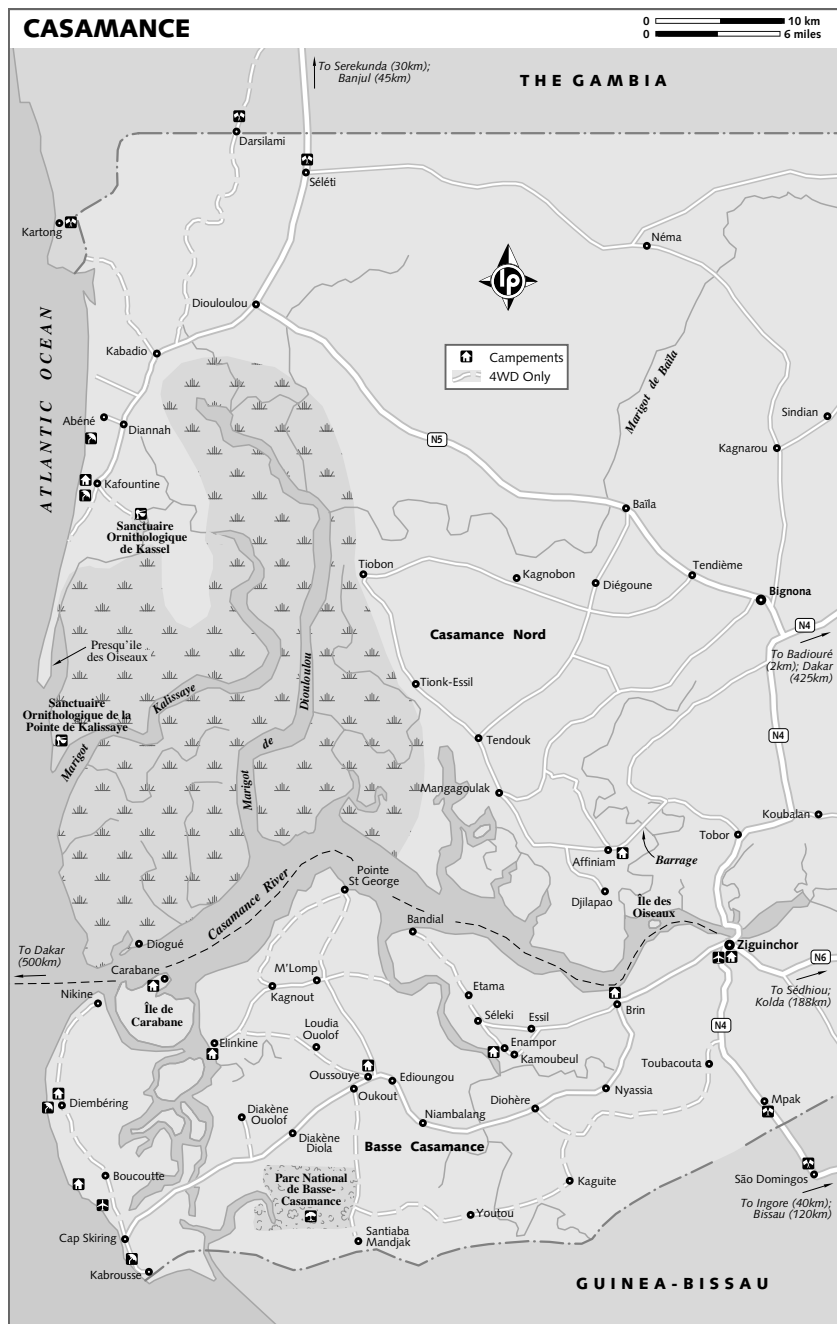 CASAMANCE
0 10 km
0 6 miles
To Serekunda (30km);
Banjul (45km)
THE GAMBIA
Darsilami
Séléti
Kartong
Néma
lp
Diouloulou
ATLANTIC OCEAN
Kabadio
Campements
4WD Only
Marigot de Baïla
Abéné
Diannah
Sindian
N5
Kagnarou
Kafountine
Baïla
Sanctuaire
Ornithologique
de Kassel
Tiobon
Kagnobon
Diégoune
Tendième
Bignona
N4
Casamance Nord
To Badiouré
(2km); Dakar
(425km)
Presqu'ile
des Oiseaux
Tionk-Essil
Marigot Kalissaye
Marigot de Diouloulou
Sanctuaire
Ornithologique de la
Pointe de Kalissaye
Tendouk
N4
Mangagoulak
Koubalan
Tobor
Affiniam
Barrage
Casamance River
Pointe
St George
Djilapao
Île des
Oiseaux
Bandial
To Dakar
(500km)
Diogué
Ziguinchor
N6
Carabane
M'Lomp
Kagnout
To Sédhiou;
Kolda (188km)
Nikine
Île de
Carabane
Etama
Brin
Séleki
Essil
N4
Elinkine
Loudia
Ouolof
Enampor
Kamoubeul
Toubacouta
Oussouye
Edioungou
Oukout
Nyassia
Diembéring
Diakène
Ouolof
Diohère
Mpak
Niambalang
Diakène
Diola
Basse Casamance
Boucoutte
Parc National
de Basse-
Casamance
Kaguite
São Domingos
Youtou
To Ingore (40km);
Bissau (120km)
Cap Skiring
Santiaba
Mandjak
Kabrousse
GUINEA-BISSAU